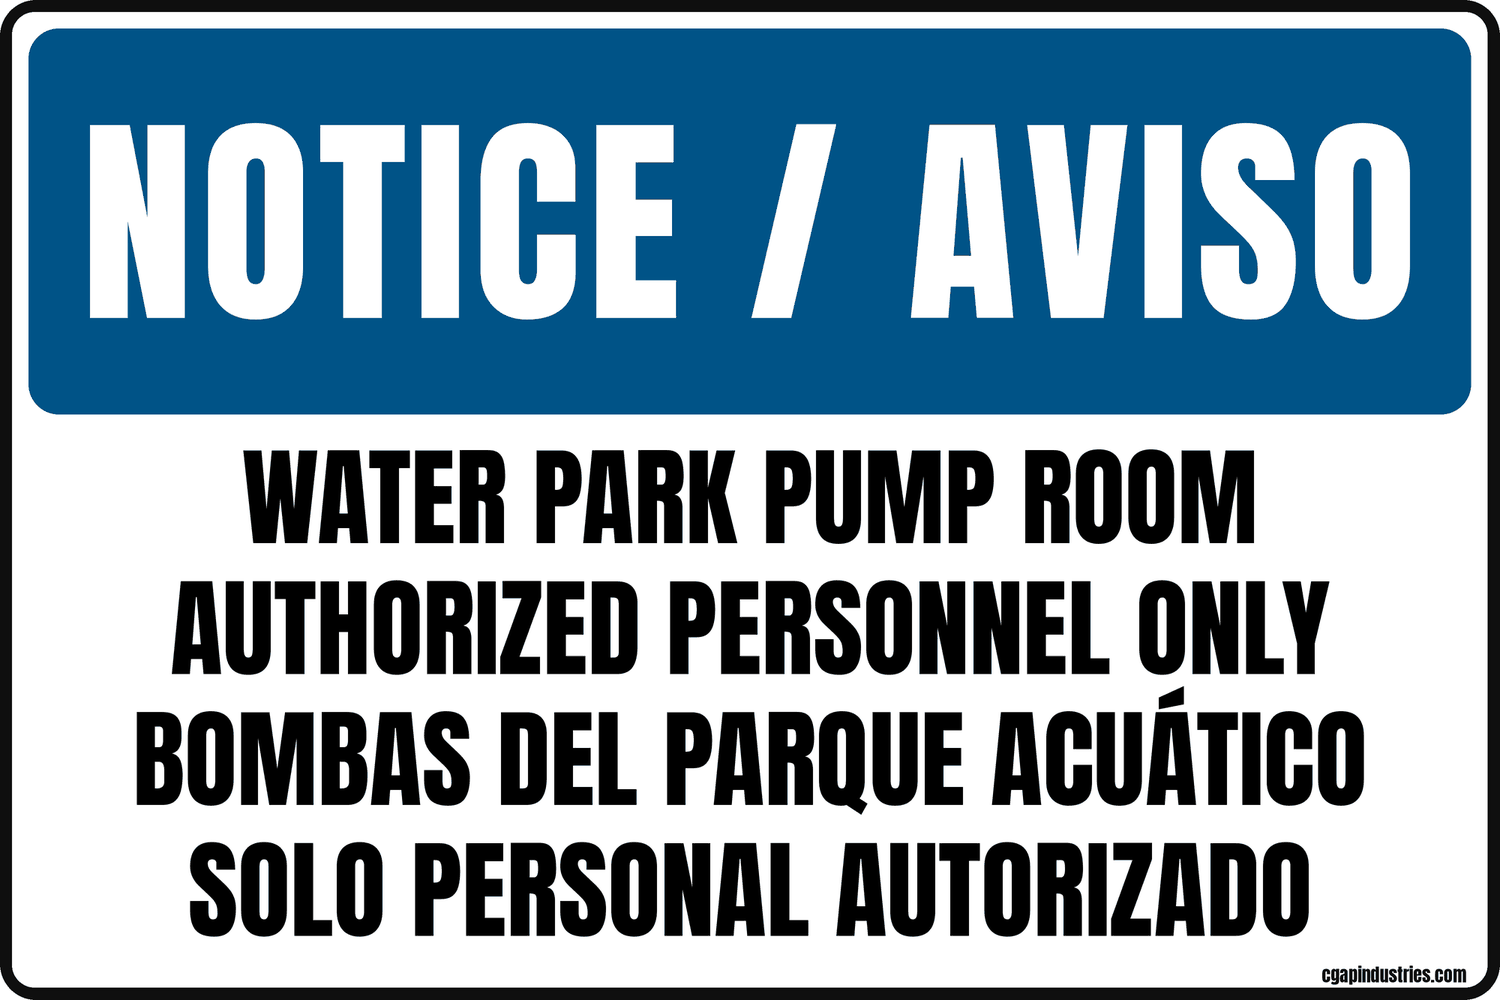 NOTICE / AVISO
WATER PARK PUMP ROOM
AUTHORIZED PERSONNEL ONLY
BOMBAS DEL PARQUE ACUÁTICO
SOLO PERSONAL AUTORIZADO
cgapindustries.com